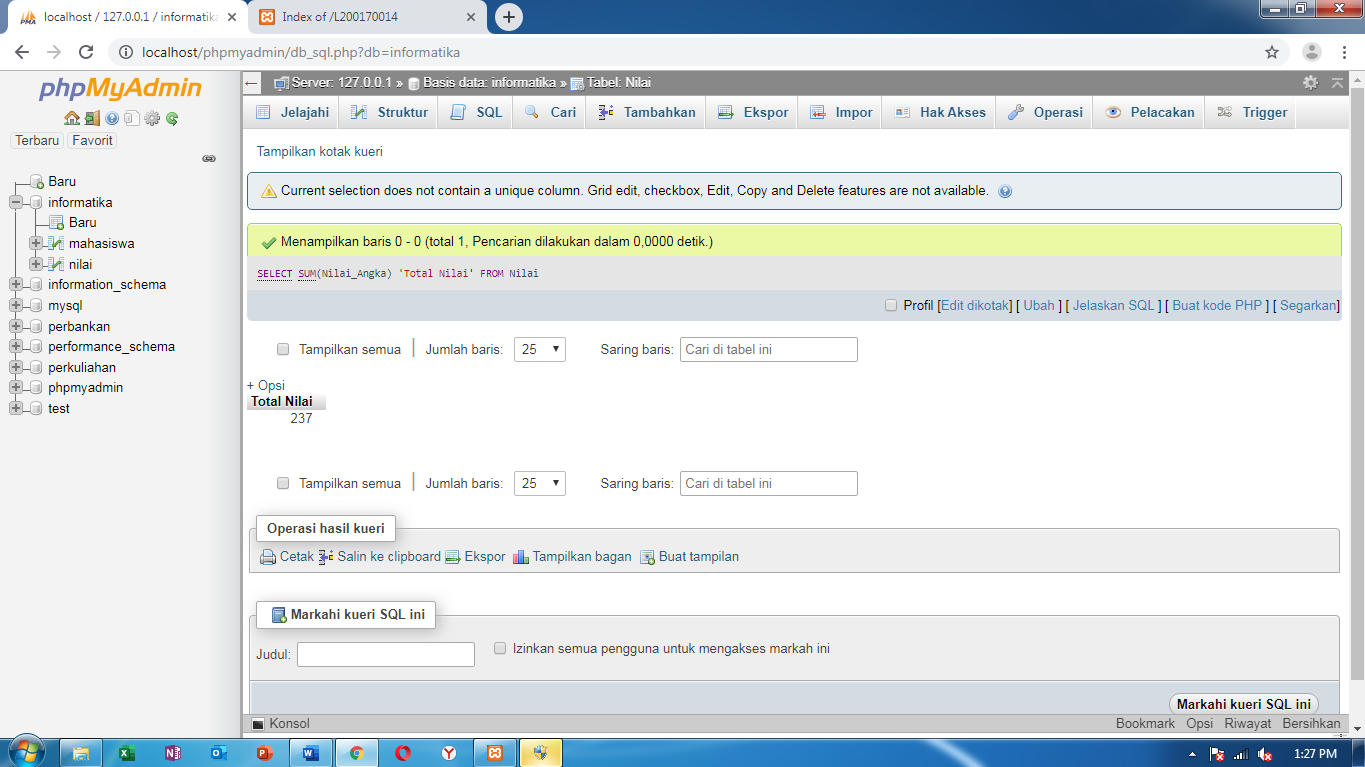 localhost / 127.0.0.1 / informatika
Index of /L200170014
localhost/phpmyadmin/db_sql.php?db=informatika
phpMyAdmin
Terbaru Favorit
Baru
informatika
Baru
mahasiswa
nilai
information_schema
mysql
perbankan
performance_schema
perkuliahan
phpmyadmin
test
Server: 127.0.0.1 » Basis data: informatika » Tabel: Nilai
Jelajahi Struktur SQL Cari Tambahkan Ekspor Impor Hak Akses Operasi Pelacakan Trigger
Tampilkan kotak kueri
Current selection does not contain a unique column. Grid edit, checkbox, Edit, Copy and Delete features are not available.
Menampilkan baris 0 - 0 (total 1, Pencarian dilakukan dalam 0,0000 detik.)
SELECT SUM(Nilai_Angka) 'Total Nilai' FROM Nilai
Profil [Edit dikotak] [ Ubah ] [ Jelaskan SQL ] [ Buat kode PHP ] [ Segarkan]
Tampilkan semua | Jumlah baris: 25 Saring baris: Cari di tabel ini
+ Opsi
Total Nilai
237
Tampilkan semua | Jumlah baris: 25 Saring baris: Cari di tabel ini
Operasi hasil kueri
Cetak Salin ke clipboard Ekspor Tampilkan bagan Buat tampilan
Markahi kueri SQL ini
Judul: Izinkan semua pengguna untuk mengakses markah ini
Markahi kueri SQL ini
Konsol Bookmark Opsi Riwayat Bersihkan
1:27 PM